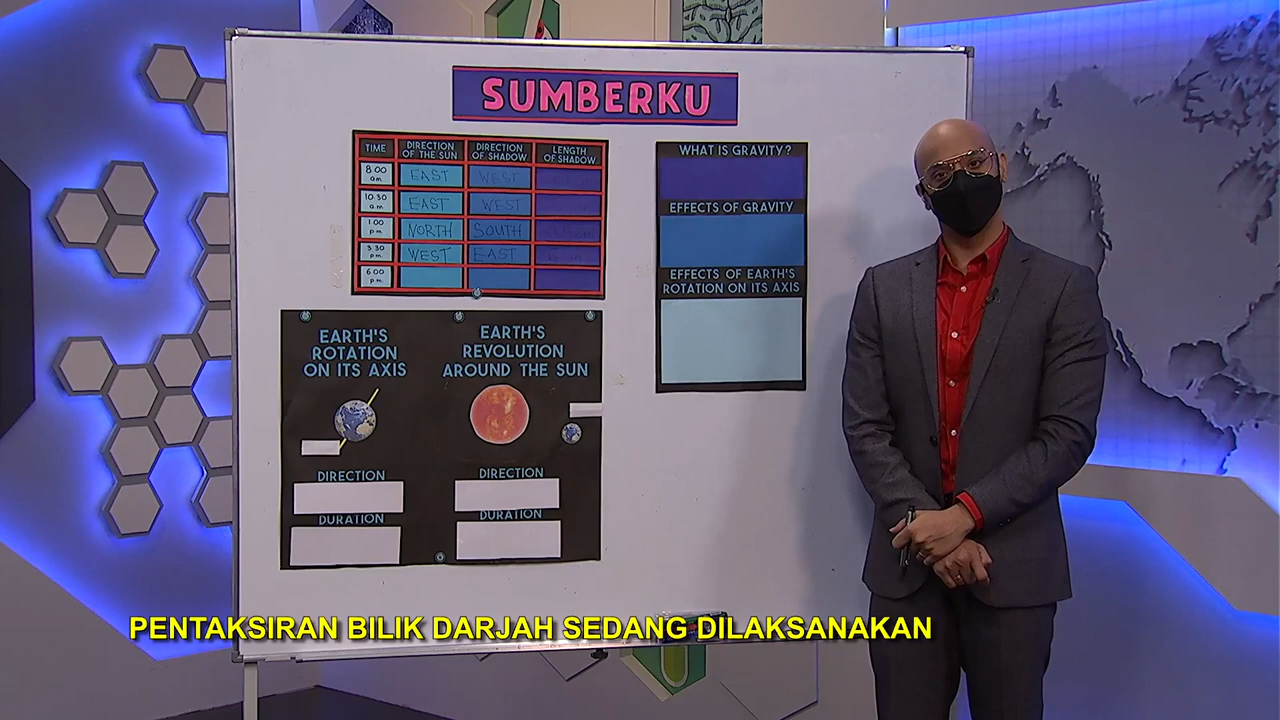 SUMBERKU
TIME DIRECTION OF THE SUN DIRECTION OF SHADOW LENGTH OF SHADOW
8.00 a.m EAST WEST
10.30 a.m EAST WEST
1.00 p.m NORTH SOUTH
3.30 p.m WEST EAST
6.00 p.m
WHAT IS GRAVITY?
EFFECTS OF GRAVITY
EFFECTS OF EARTH'S
ROTATION ON ITS AXIS
EARTH'S
ROTATION
ON ITS AXIS
DIRECTION
DURATION
EARTH'S
REVOLUTION
AROUND THE SUN
DIRECTION
DURATION
PENTAKSIRAN BILIK DARJAH SEDANG DILAKSANAKAN